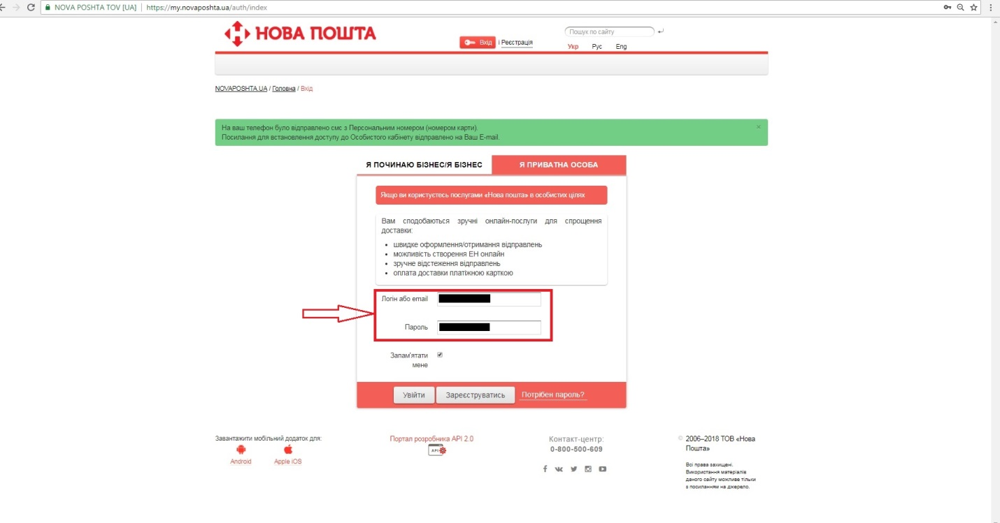 NOVA POSHTA TOV [UA] | https://my.novaposhta.ua/auth/index
НОВА ПОШТА
Вхід і Реєстрація
Пошук по сайту
Укр Рус Eng
NOVAPOSHTA.UA / Головна / Вхід
На ваш телефон було відправлено смс з Персональним номером (номером карти).
Посилання для встановлення доступу до Особистого кабінету відправлено на Ваш E-mail.
×
Я ПОЧИНАЮ БІЗНЕС/Я БІЗНЕС
Я ПРИВАТНА ОСОБА
Якщо ви користуєтесь послугами «Нова пошта» в особистих цілях
Вам сподобаються зручні онлайн-послуги для спрощення
доставки:
• швидке оформлення/отримання відправлень
• можливість створення ЕН онлайн
• зручне відстеження відправлень
• оплата доставки платіжною карткою
Логін або email
Пароль
Запам'ятати
мене
Увійти
Зареєструватись
Потрібен пароль?
Завантажити мобільний додаток для:
Android
Apple iOS
Портал розробника API 2.0
API
Контакт-центр:
0-800-500-609
© 2006–2018 ТОВ «Нова
Пошта»
Всі права захищені.
Використання матеріалів
даного сайту можливе тільки
з посиланням на джерело.